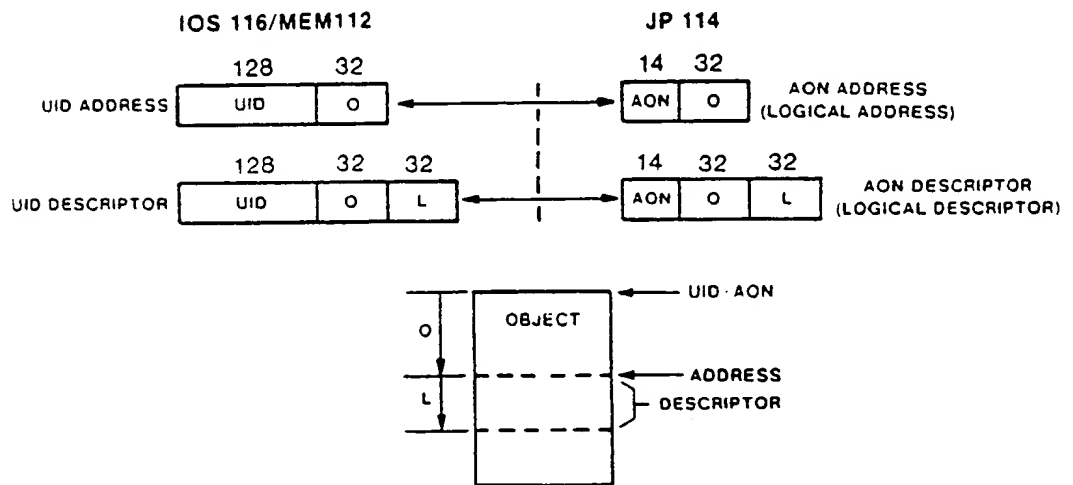 IOS 116/MEM112
JP 114
128 32
14 32
UID ADDRESS
UID O
AON O
AON ADDRESS
(LOGICAL ADDRESS)
128 32 32
14 32 32
UID DESCRIPTOR
UID O L
AON O L
AON DESCRIPTOR
(LOGICAL DESCRIPTOR)
UID·AON
OBJECT
O
ADDRESS
L
DESCRIPTOR